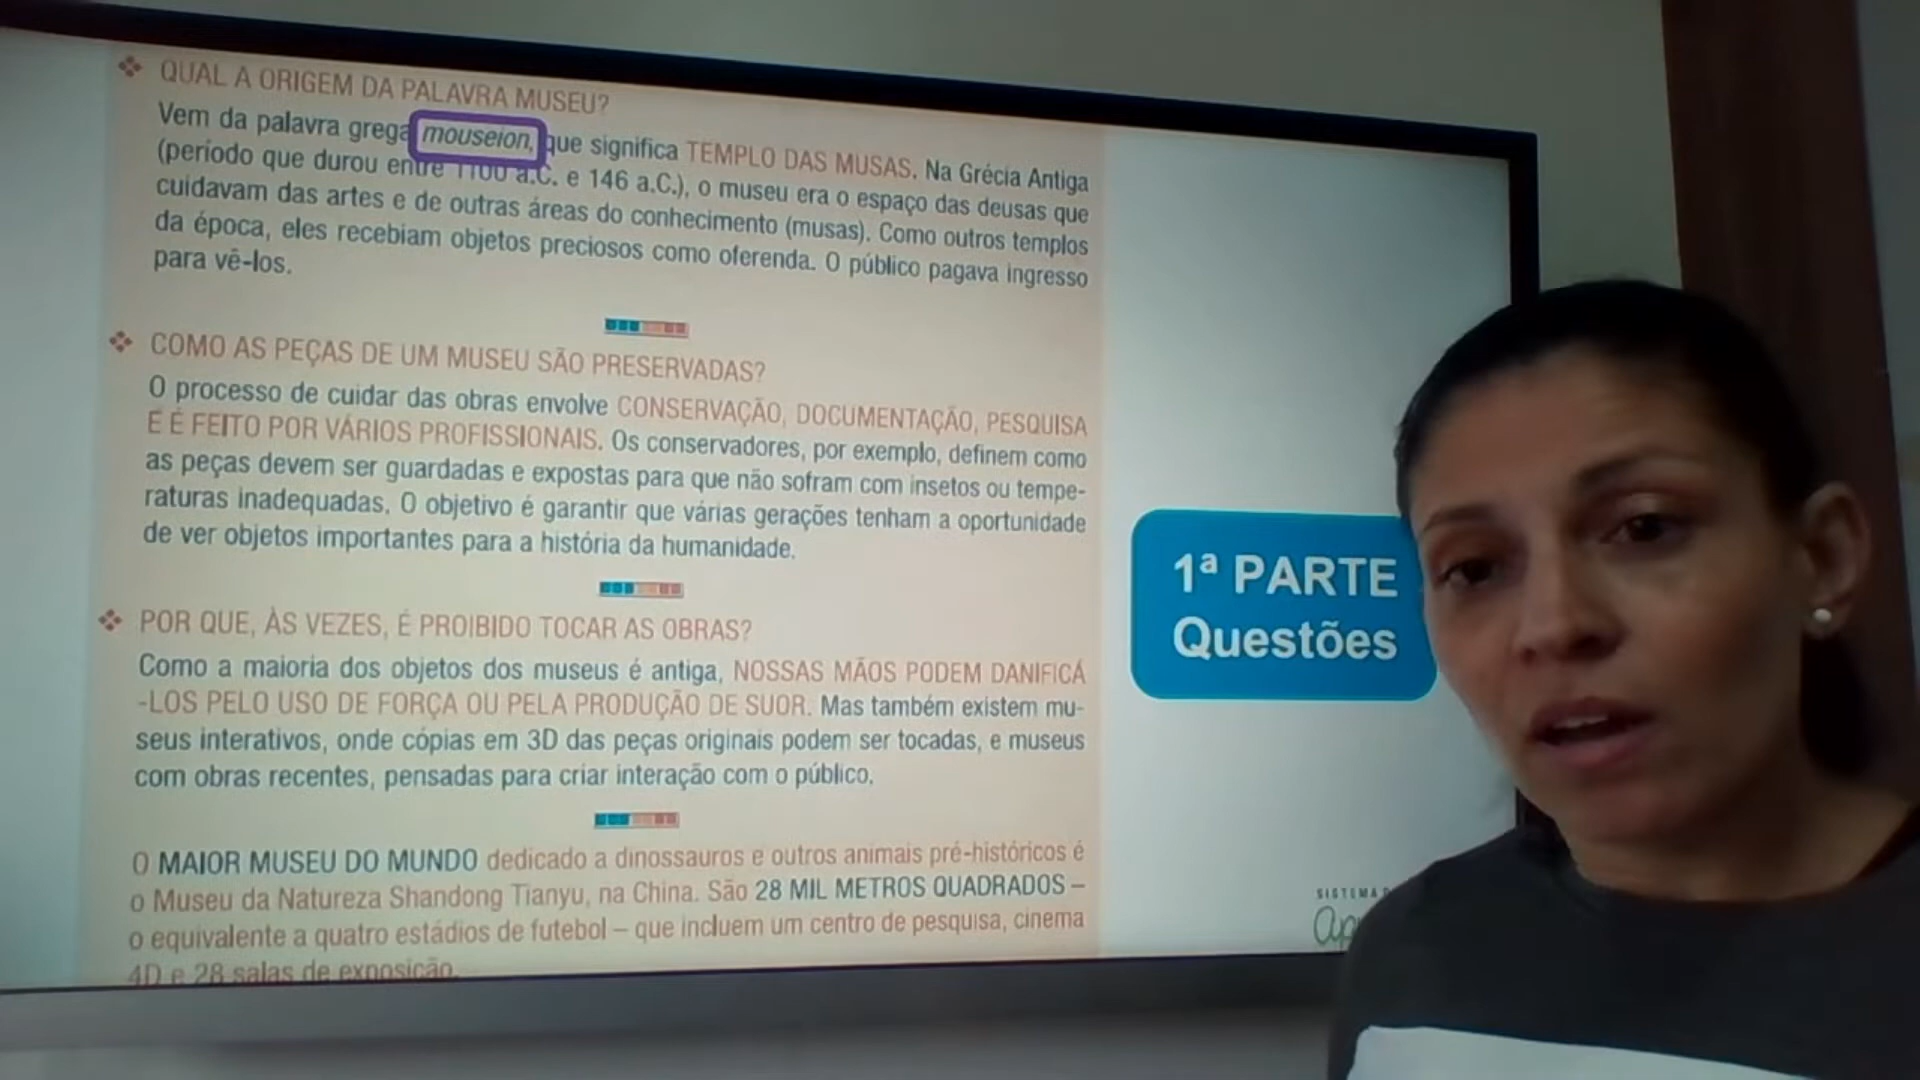 QUAL A ORIGEM DA PALAVRA MUSEU?
Vem da palavra grega mouseion, que significa TEMPLO DAS MUSAS. Na Grécia Antiga
(período que durou entre 1100 a.C. e 146 a.C.), o museu era o espaço das deusas que
cuidavam das artes e de outras áreas do conhecimento (musas). Como outros templos
da época, eles recebiam objetos preciosos como oferenda. O público pagava ingresso
para vê-los.
COMO AS PEÇAS DE UM MUSEU SÃO PRESERVADAS?
O processo de cuidar das obras envolve CONSERVAÇÃO, DOCUMENTAÇÃO, PESQUISA
E É FEITO POR VÁRIOS PROFISSIONAIS. Os conservadores, por exemplo, definem como
as peças devem ser guardadas e expostas para que não sofram com insetos ou tempe-
raturas inadequadas. O objetivo é garantir que várias gerações tenham a oportunidade
de ver objetos importantes para a história da humanidade.
POR QUE, ÀS VEZES, É PROIBIDO TOCAR AS OBRAS?
Como a maioria dos objetos dos museus é antiga, NOSSAS MÃOS PODEM DANIFICÁ
-LOS PELO USO DE FORÇA OU PELA PRODUÇÃO DE SUOR. Mas também existem mu-
seus interativos, onde cópias em 3D das peças originais podem ser tocadas, e museus
com obras recentes, pensadas para criar interação com o público.
O MAIOR MUSEU DO MUNDO dedicado a dinossauros e outros animais pré-históricos é
o Museu da Natureza Shandong Tianyu, na China. São 28 MIL METROS QUADRADOS –
o equivalente a quatro estádios de futebol – que incluem um centro de pesquisa, cinema
4D e 28 salas de exposição.
1ª PARTE
Questões
SISTEMA